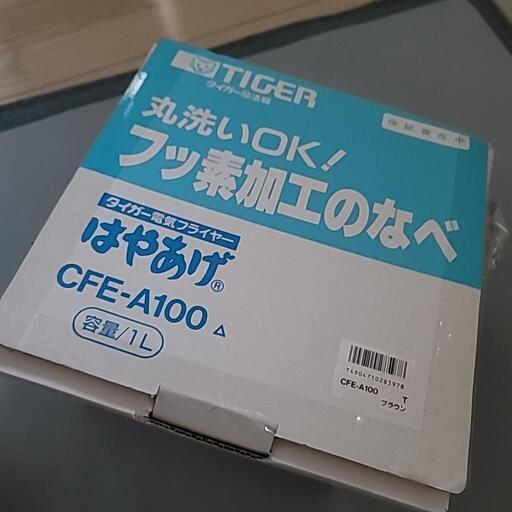 TIGER
タイガー魔法瓶
保証書在中
丸洗いOK!
フッ素加工のなべ
タイガー電気フライヤー
はやあげ®
CFE-A100 △
容量/1L
T4904710285978
CFE-A100 T
ブラウン